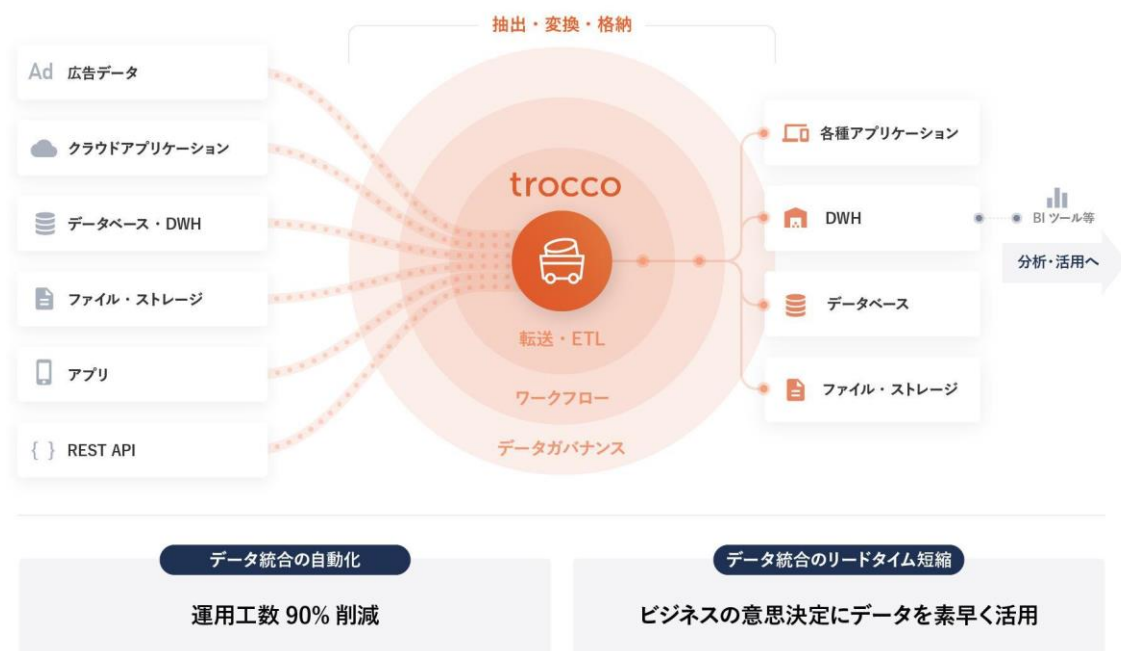 抽出・変換・格納
Ad 広告データ
クラウドアプリケーション
データベース・DWH
ファイル・ストレージ
アプリ
{ } REST API
trocco
転送・ETL
ワークフロー
データガバナンス
各種アプリケーション
DWH
データベース
ファイル・ストレージ
BI ツール等
分析・活用へ
データ統合の自動化
運用工数 90% 削減
データ統合のリードタイム短縮
ビジネスの意思決定にデータを素早く活用